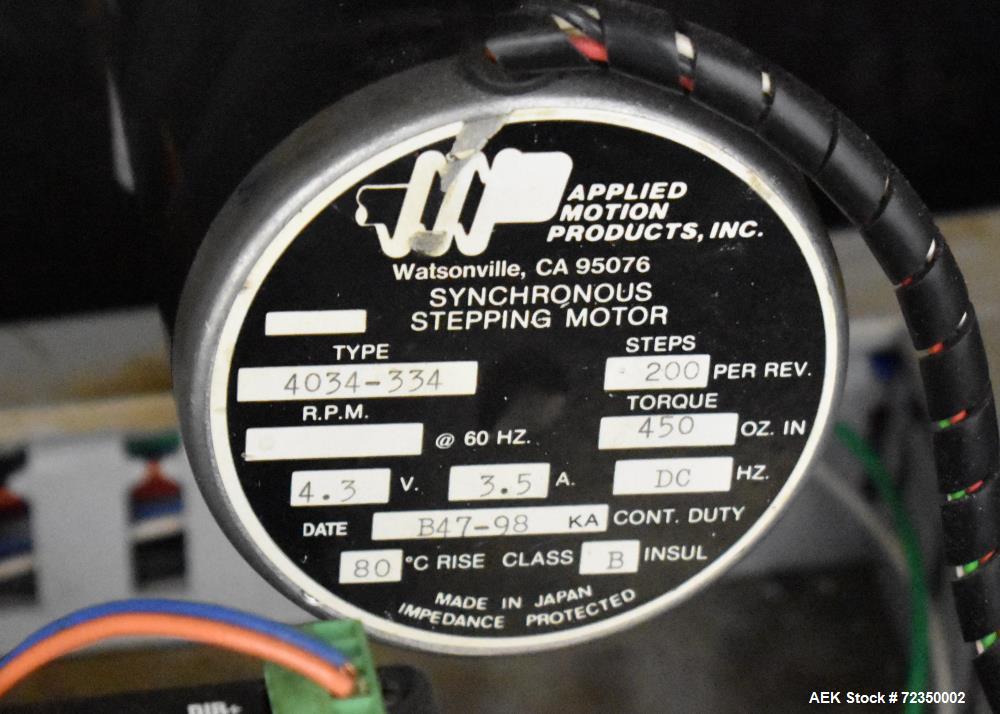 APPLIED
MOTION
PRODUCTS, INC.
Watsonville, CA 95076
SYNCHRONOUS
STEPPING MOTOR
TYPE
4034-334
STEPS
200 PER REV.
R.P.M.
@ 60 HZ.
TORQUE
450 OZ. IN
4.3 V. 3.5 A. DC HZ.
DATE B47-98 KA CONT. DUTY
80 °C RISE CLASS B INSUL
MADE IN JAPAN
IMPEDANCE PROTECTED
DIR+
AEK Stock # 72350002